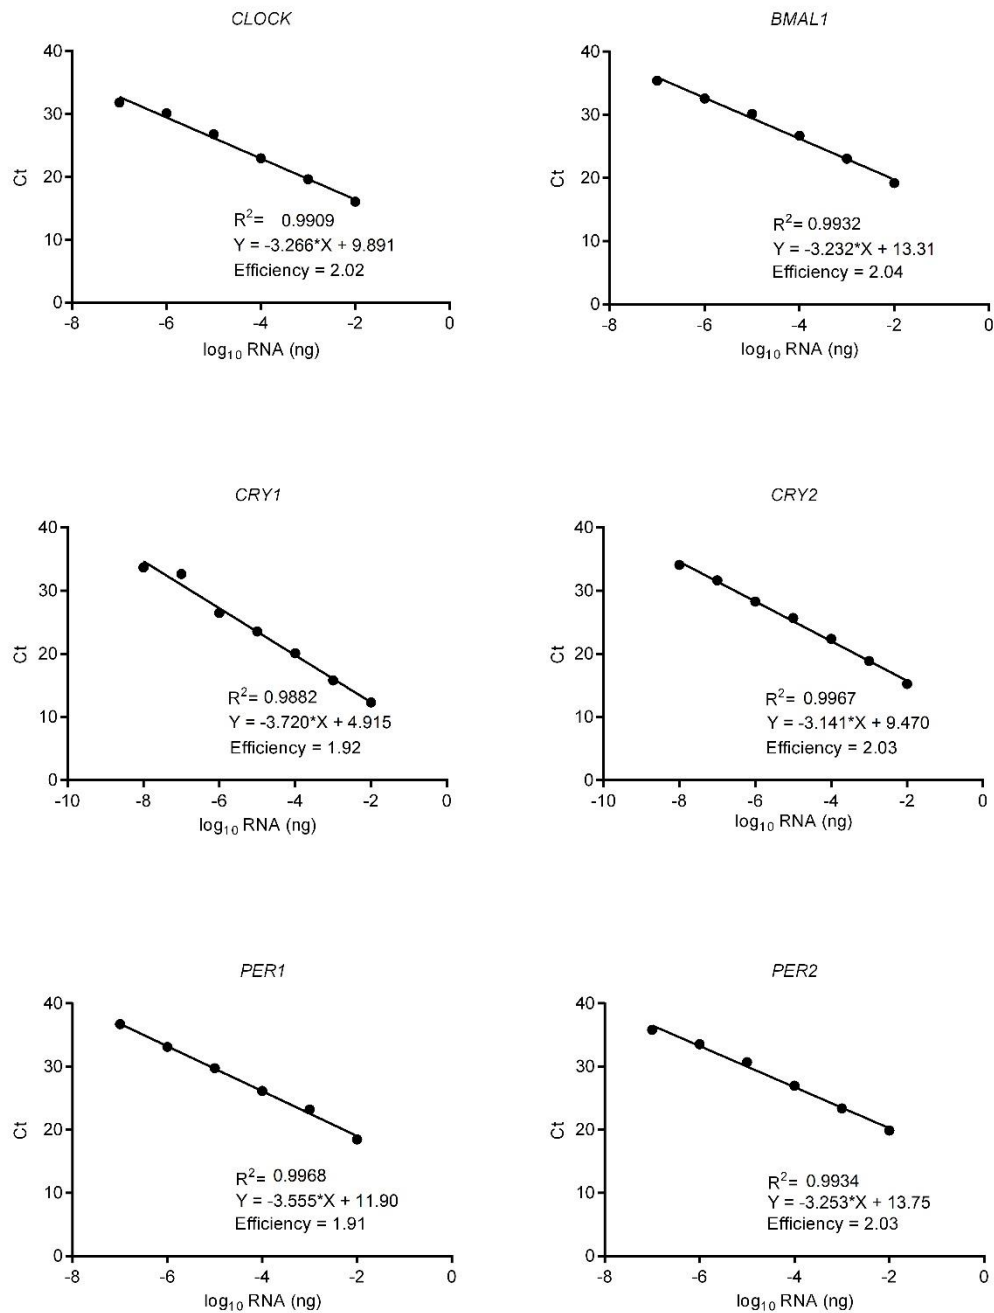 CLOCK
40
30
20
10
0
Ct
R²= 0.9909
Y = -3.266*X + 9.891
Efficiency = 2.02
-8 -6 -4 -2 0
log₁₀ RNA (ng)
BMAL1
40
30
20
10
0
Ct
R²= 0.9932
Y = -3.232*X + 13.31
Efficiency = 2.04
-8 -6 -4 -2 0
log₁₀ RNA (ng)
CRY1
40
30
20
10
0
Ct
R²= 0.9882
Y = -3.720*X + 4.915
Efficiency = 1.92
-10 -8 -6 -4 -2 0
log₁₀ RNA (ng)
CRY2
40
30
20
10
0
Ct
R²= 0.9967
Y = -3.141*X + 9.470
Efficiency = 2.03
-10 -8 -6 -4 -2 0
log₁₀ RNA (ng)
PER1
40
30
20
10
0
Ct
R²= 0.9968
Y = -3.555*X + 11.90
Efficiency = 1.91
-8 -6 -4 -2 0
log₁₀ RNA (ng)
PER2
40
30
20
10
0
Ct
R²= 0.9934
Y = -3.253*X + 13.75
Efficiency = 2.03
-8 -6 -4 -2 0
log₁₀ RNA (ng)